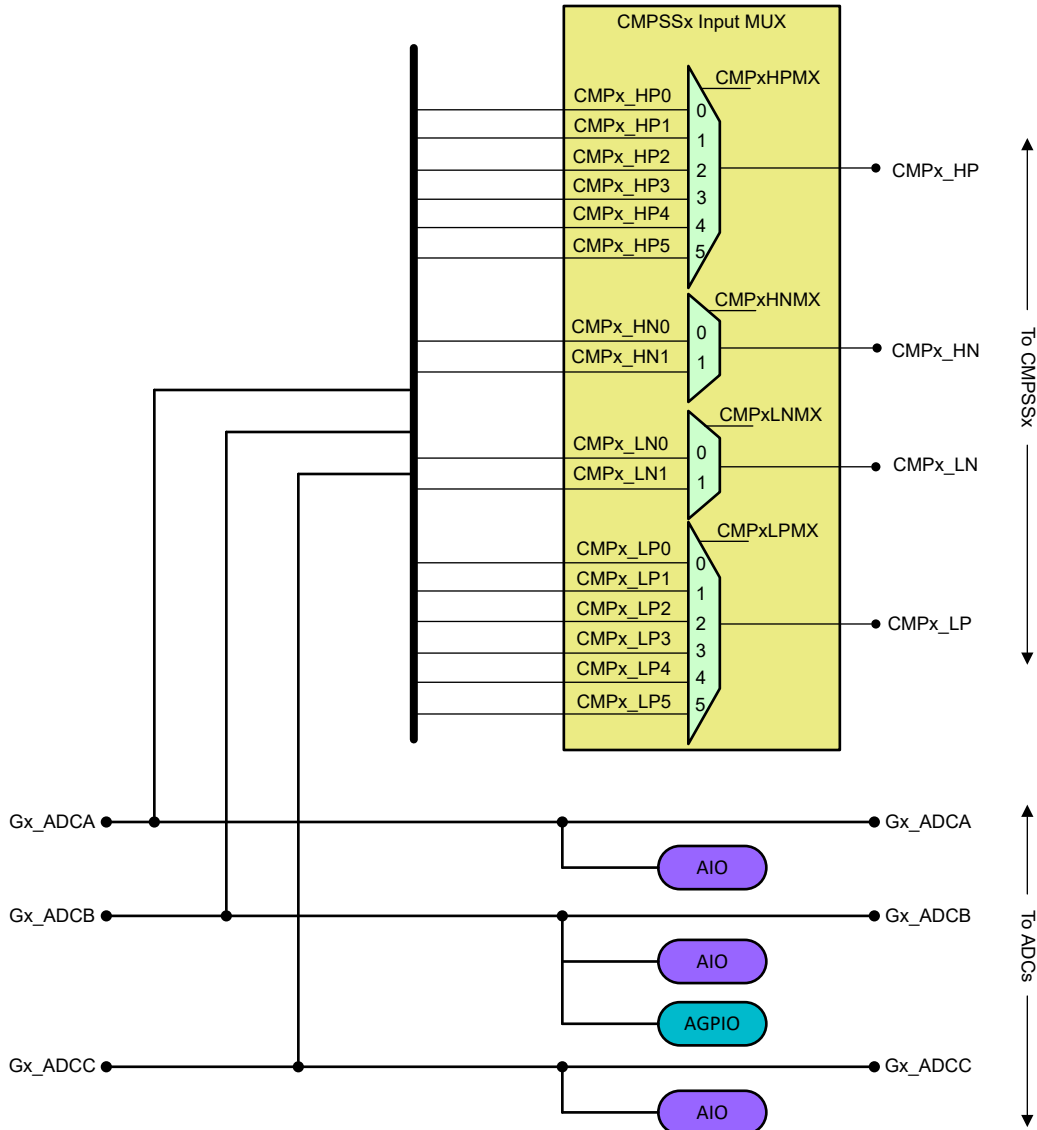 CMPSSx Input MUX
CMPxHPMX
CMPx_HP0
0
CMPx_HP1
1
CMPx_HP2
2
CMPx_HP
CMPx_HP3
3
CMPx_HP4
4
CMPx_HP5
5
CMPxHNMX
CMPx_HN0
0
CMPx_HN
CMPx_HN1
1
To CMPSSx
CMPxLNMX
CMPx_LN0
0
CMPx_LN
CMPx_LN1
1
CMPxLPMX
CMPx_LP0
0
CMPx_LP1
1
CMPx_LP2
2
CMPx_LP
CMPx_LP3
3
CMPx_LP4
4
CMPx_LP5
5
Gx_ADCA
Gx_ADCA
AIO
Gx_ADCB
Gx_ADCB
To ADCs
AIO
AGPIO
Gx_ADCC
Gx_ADCC
AIO